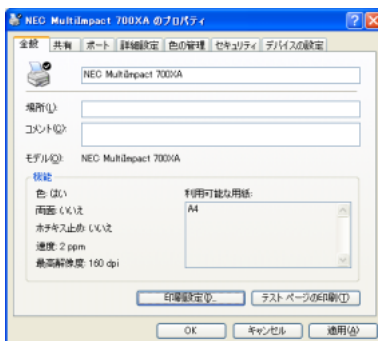 NEC MultiImpact 700XA のプロパティ
全般 共有 ポート 詳細設定 色の管理 セキュリティ デバイスの設定
NEC MultiImpact 700XA
場所(L):
コメント(C):
モデル(O): NEC MultiImpact 700XA
機能
色: はい
両面: いいえ
ホチキス止め: いいえ
速度: 2 ppm
最高解像度: 160 dpi
利用可能な用紙:
A4
印刷設定(I)... テスト ページの印刷(T)
OK キャンセル 適用(A)